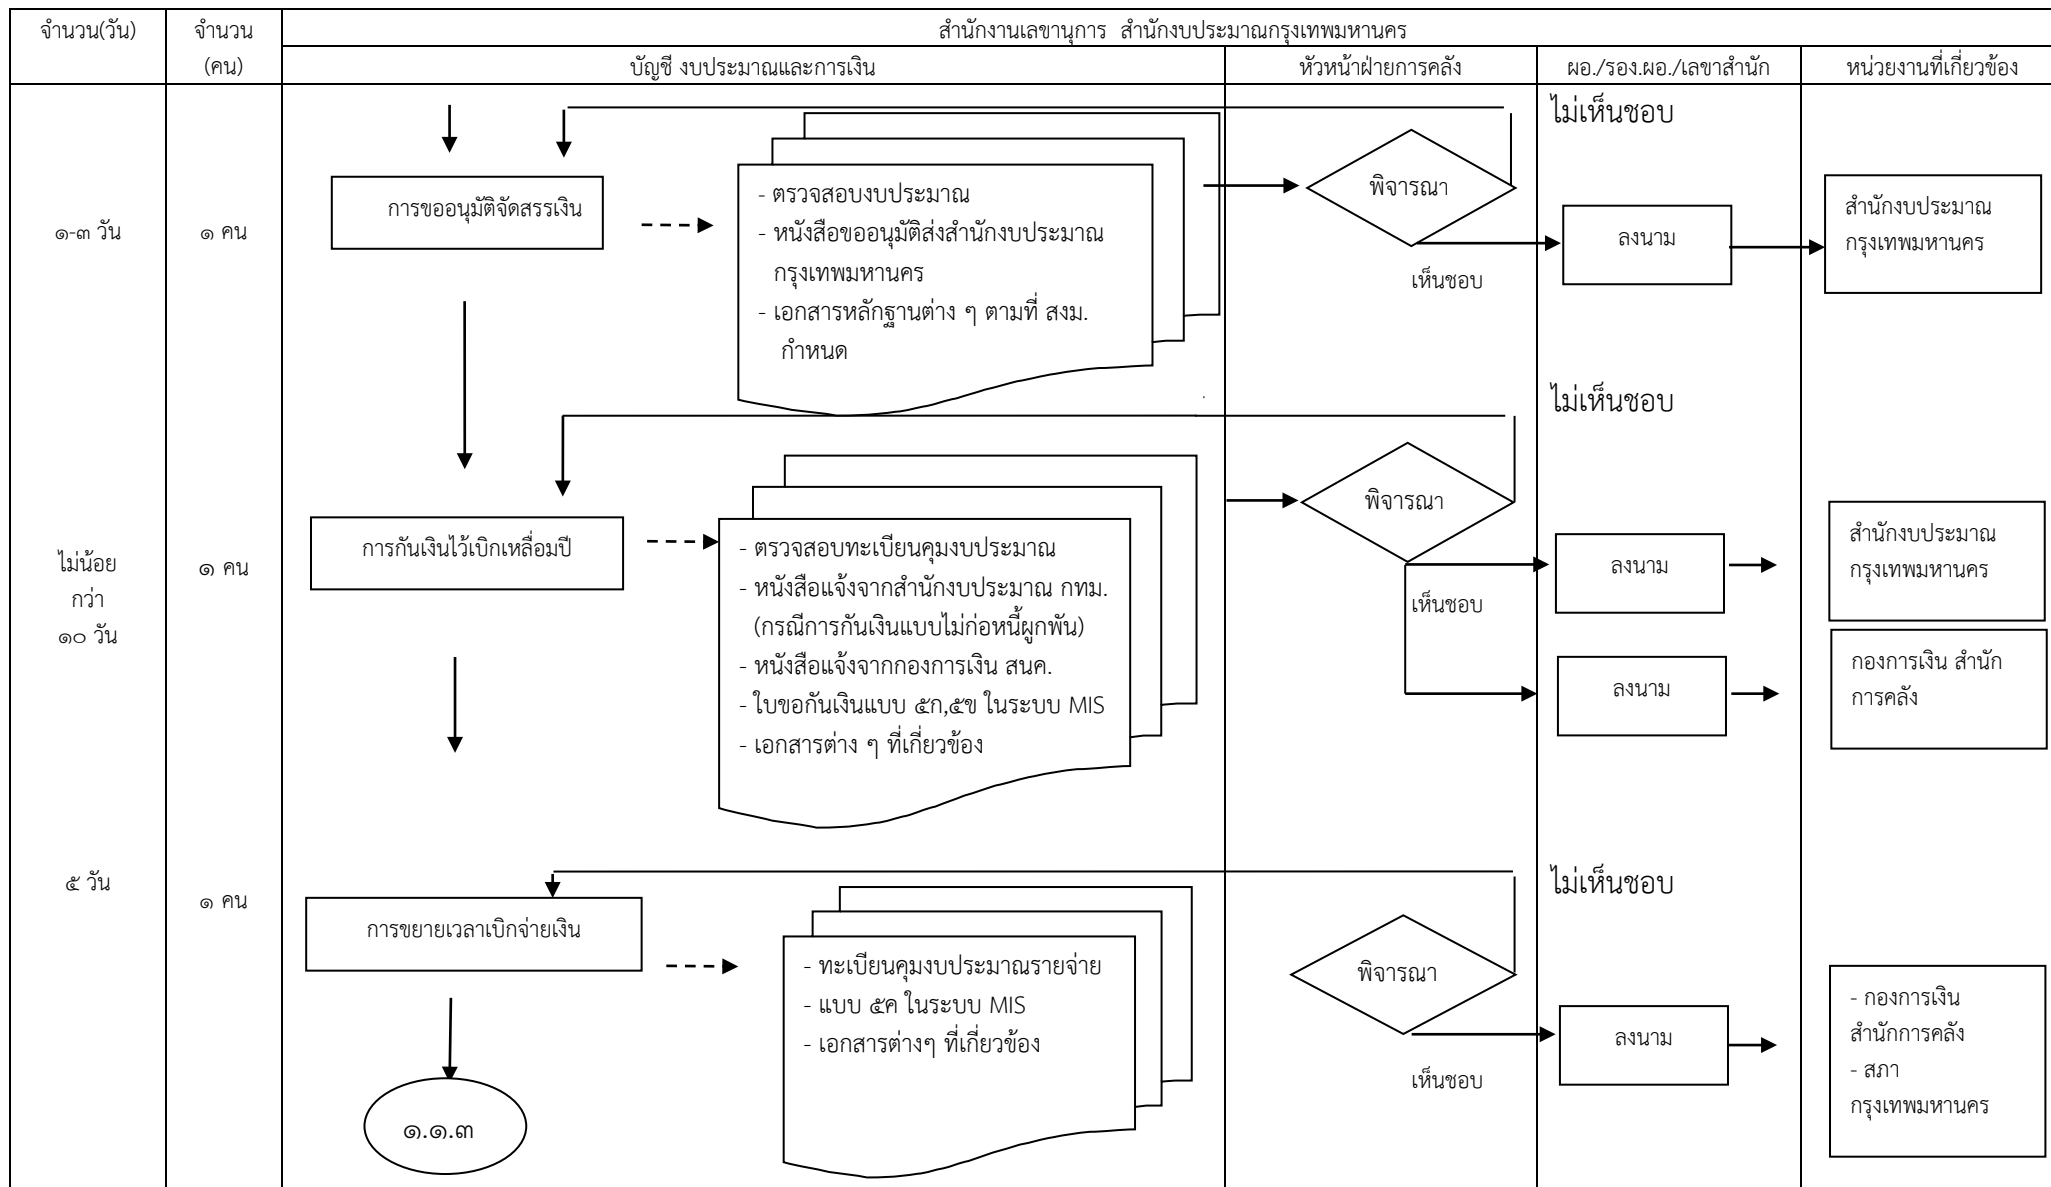 จำนวน(วัน)
จำนวน
(คน)
สำนักงานเลขานุการ สำนักงบประมาณกรุงเทพมหานคร
บัญชี งบประมาณและการเงิน
หัวหน้าฝ่ายการคลัง
ผอ./รอง.ผอ./เลขาสำนัก
หน่วยงานที่เกี่ยวข้อง
๑-๓ วัน
๑ คน
การขออนุมัติจัดสรรเงิน
- ตรวจสอบงบประมาณ
- หนังสือขออนุมัติส่งสำนักงบประมาณ
กรุงเทพมหานคร
- เอกสารหลักฐานต่าง ๆ ตามที่ สงม.
กำหนด
พิจารณา
ไม่เห็นชอบ
เห็นชอบ
ลงนาม
สำนักงบประมาณ
กรุงเทพมหานคร
ไม่น้อย
กว่า
๑๐ วัน
๑ คน
การกันเงินไว้เบิกเหลื่อมปี
- ตรวจสอบทะเบียนคุมงบประมาณ
- หนังสือแจ้งจากสำนักงบประมาณ กทม.
(กรณีการกันเงินแบบไม่ก่อหนี้ผูกพัน)
- หนังสือแจ้งจากกองการเงิน สนค.
- ใบขอกันเงินแบบ ๕ก,๕ข ในระบบ MIS
- เอกสารต่าง ๆ ที่เกี่ยวข้อง
พิจารณา
ไม่เห็นชอบ
เห็นชอบ
ลงนาม
สำนักงบประมาณ
กรุงเทพมหานคร
ลงนาม
กองการเงิน สำนัก
การคลัง
๕ วัน
๑ คน
การขยายเวลาเบิกจ่ายเงิน
- ทะเบียนคุมงบประมาณรายจ่าย
- แบบ ๕ค ในระบบ MIS
- เอกสารต่างๆ ที่เกี่ยวข้อง
พิจารณา
ไม่เห็นชอบ
เห็นชอบ
ลงนาม
- กองการเงิน
สำนักการคลัง
- สภา
กรุงเทพมหานคร
๑.๑.๓